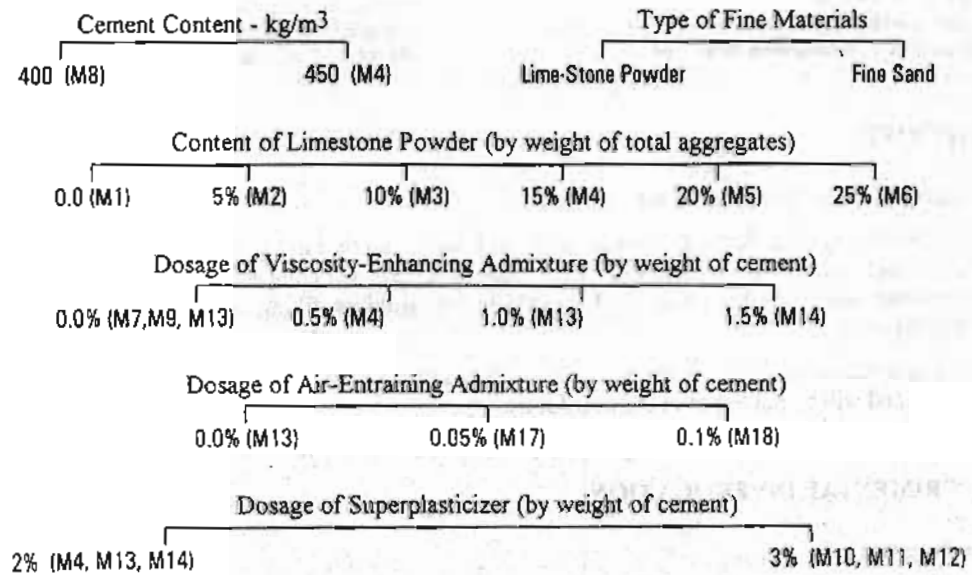 Cement Content - kg/m3 Type of Fine Materials
400 (M8) 450 (M4) Lime-Stone Powder Fine Sand
Content of Limestone Powder (by weight of total aggregates)
0.0 (M1) 5% (M2) 10% (M3) 15% (M4) 20% (M5) 25% (M6)
Dosage of Viscosity-Enhancing Admixture (by weight of cement)
0.0% (M7,M9, M13) 0.5% (M4) 1.0% (M13) 1.5% (M14)
Dosage of Air-Entraining Admixture (by weight of cement)
0.0% (M13) 0.05% (M17) 0.1% (M18)
Dosage of Superplasticizer (by weight of cement)
2% (M4, M13, M14) 3% (M10, M11, M12)